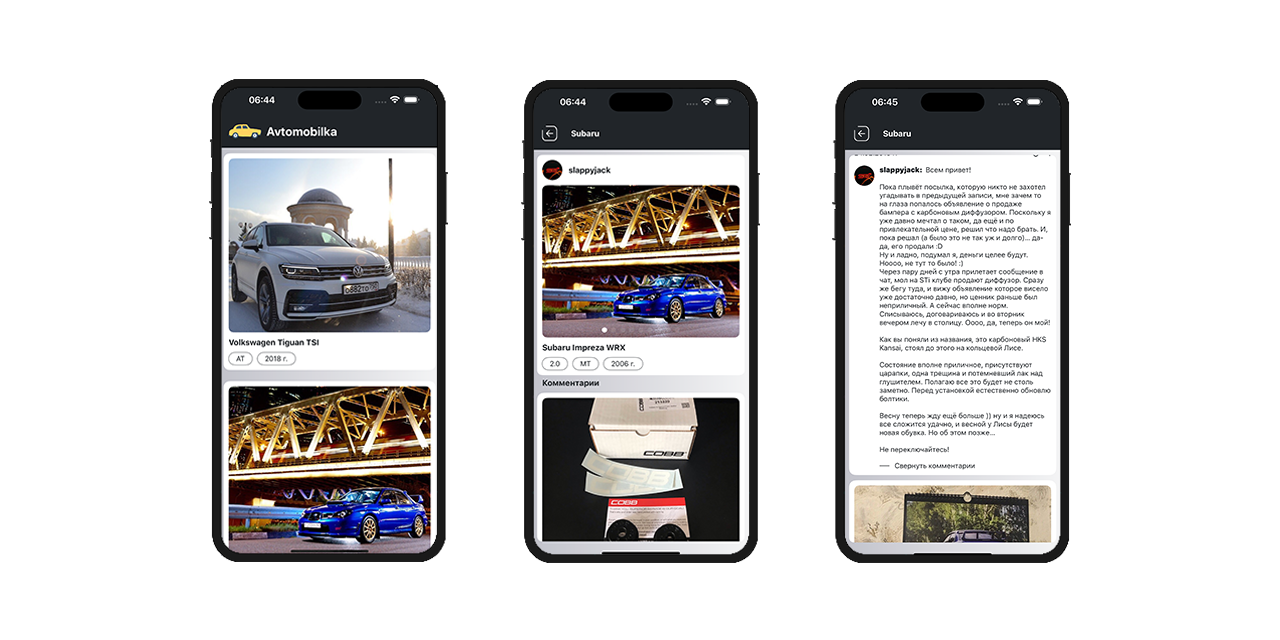 06:44
Avtomobilka
Volkswagen Tiguan TSI
AT
2018 г.
06:44
Subaru
slappyjack
Subaru Impreza WRX
2.0
MT
2006 г.
Комментарии
COBB
COBB
COBB
06:45
Subaru
slappyjack: Всем привет!
Пока плывёт посылка, которую никто не захотел
угадывать в предыдущей записи, мне зачем то
на глаза попалось объявление о продаже
бампера с карбоновым диффузором. Поскольку я
уже давно мечтал о таком, да ещё и по
привлекательной цене, решил что надо брать. И,
пока решал (а было это не так уж и долго)... да-
да, его продали :D
Ну и ладно, подумал я, деньги целее будут.
Ноооо, не тут то было! :)
Через пару дней с утра прилетает сообщение в
чат, мол на STi клубе продают диффузор. Сразу
же бегу туда, и вижу объявление которое висело
уже достаточно давно, но ценник раньше был
неприличный. А сейчас вполне норм.
Списываюсь, договариваюсь и во вторник
вечером лечу в столицу. Оооо, да, теперь он мой!
Как вы поняли из названия, это карбоновый HKS
Kansai, стоял до этого на кольцевой Лисе.
Состояние вполне приличное, присутствуют
царапки, одна трещина и потемневший лак над
глушителем. Полагаю все это будет не столь
заметно. Перед установкой естественно обновлю
болтики.
Весну теперь жду ещё больше )) ну и я надеюсь
все сложится удачно, и весной у Лисы будет
новая обувка. Но об этом позже...
Не переключайтесь!
Свернуть комментарии